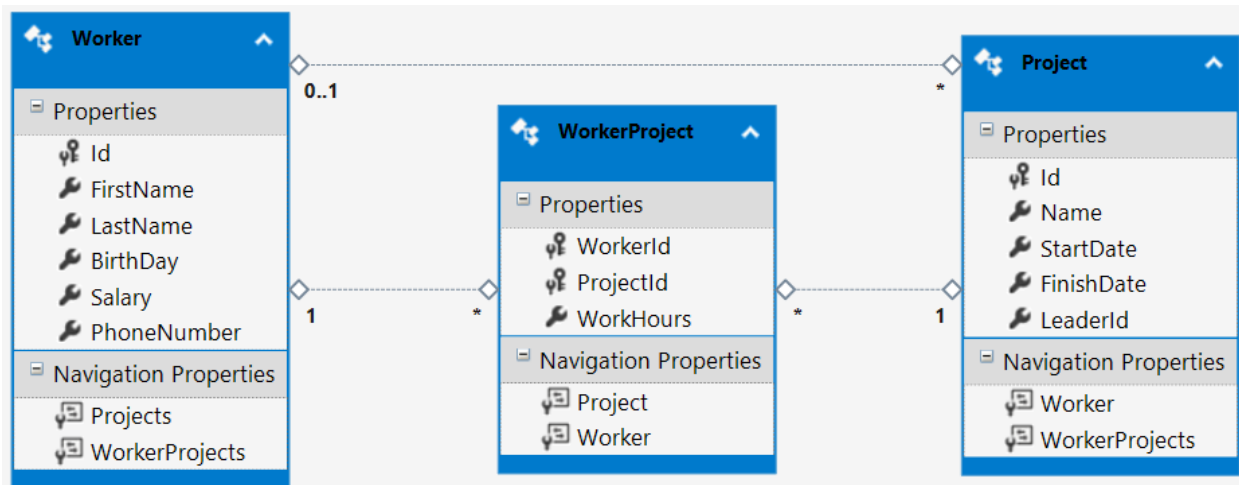 Worker
Properties
Id
FirstName
LastName
BirthDay
Salary
PhoneNumber
Navigation Properties
Projects
WorkerProjects
0..1
*
1
*
WorkerProject
Properties
WorkerId
ProjectId
WorkHours
Navigation Properties
Project
Worker
*
1
Project
Properties
Id
Name
StartDate
FinishDate
LeaderId
Navigation Properties
Worker
WorkerProjects